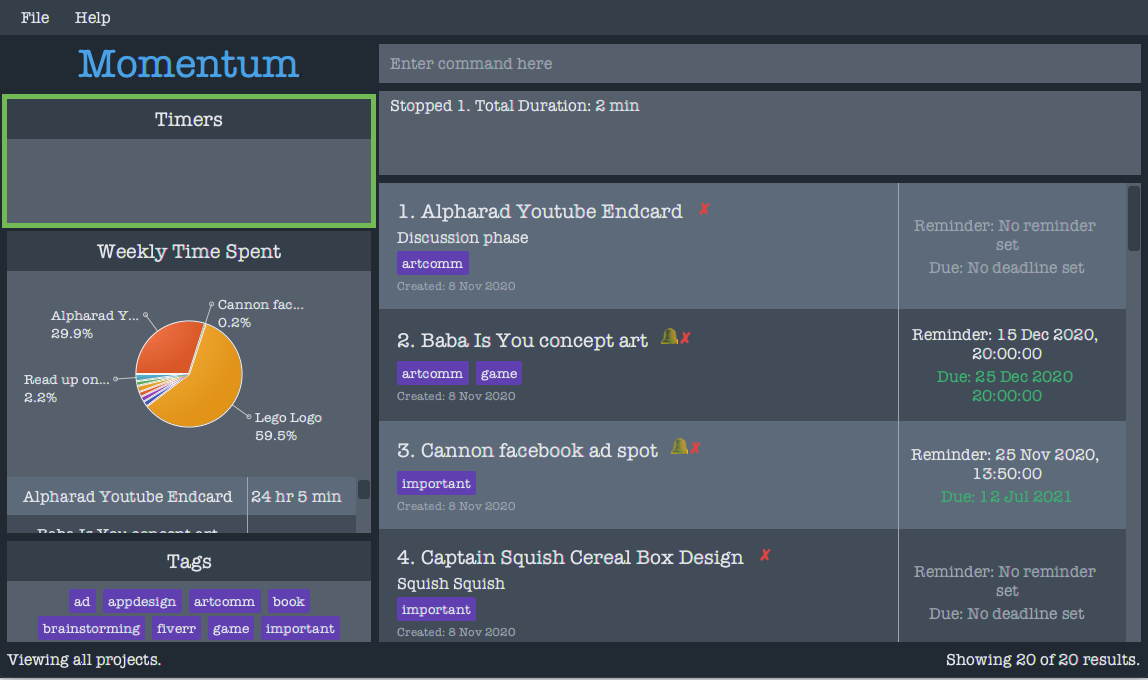 File Help
Momentum
Enter command here
Timers
Stopped 1. Total Duration: 2 min
Weekly Time Spent
Alpharad Y...
29.9%
Cannon fac...
0.2%
Read up on...
2.2%
Lego Logo
59.5%
Alpharad Youtube Endcard 24 hr 5 min
Baba Is You concept art
Tags
ad appdesign artcomm book
brainstorming fiverr game important
1. Alpharad Youtube Endcard ✗
Discussion phase
artcomm
Created: 8 Nov 2020
Reminder: No reminder
set
Due: No deadline set
2. Baba Is You concept art ✗
artcomm game
Created: 8 Nov 2020
Reminder: 15 Dec 2020,
20:00:00
Due: 25 Dec 2020
20:00:00
3. Cannon facebook ad spot ✗
important
Created: 8 Nov 2020
Reminder: 25 Nov 2020,
13:50:00
Due: 12 Jul 2021
4. Captain Squish Cereal Box Design ✗
Squish Squish
important
Created: 8 Nov 2020
Reminder: No reminder
set
Due: No deadline set
Viewing all projects.
Showing 20 of 20 results.